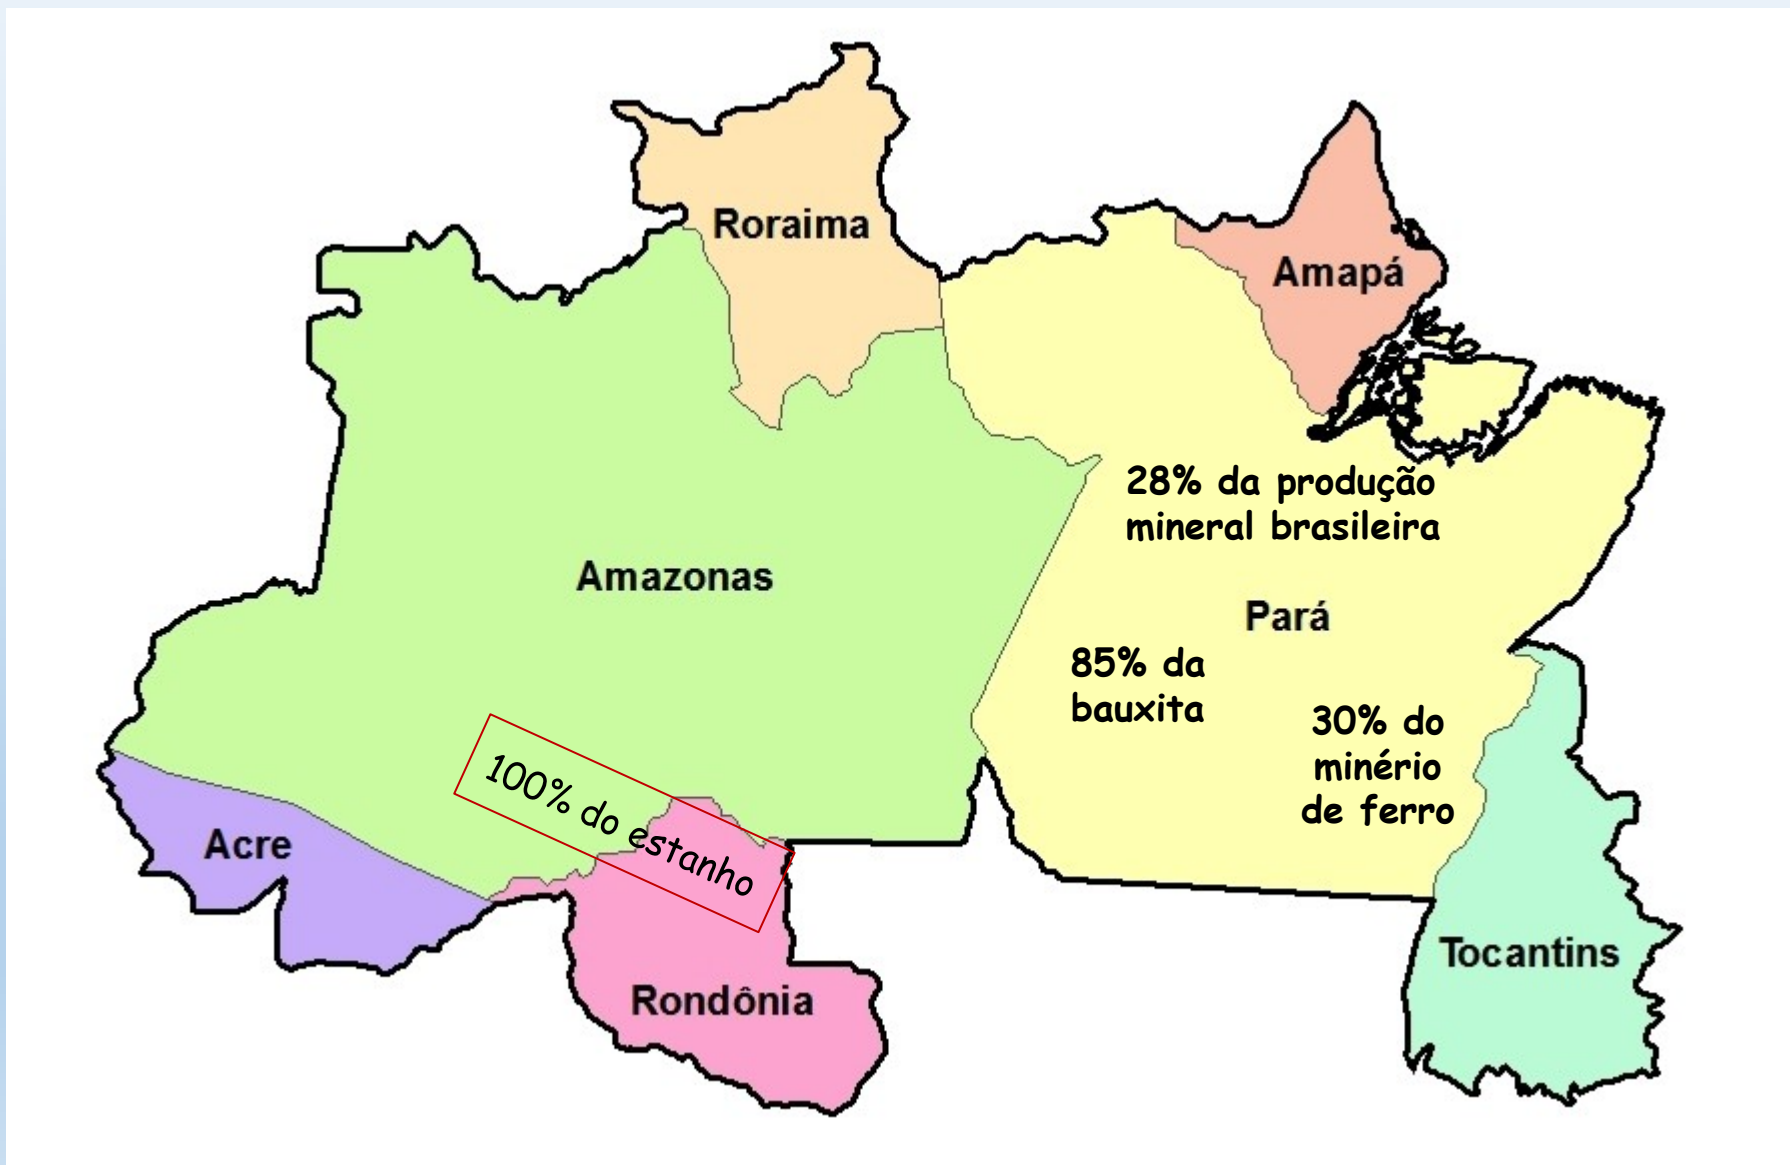 Roraima
Amapá
28% da produção
mineral brasileira
Amazonas
Pará
85% da
bauxita
30% do
minério
de ferro
100% do estanho
Acre
Tocantins
Rondônia